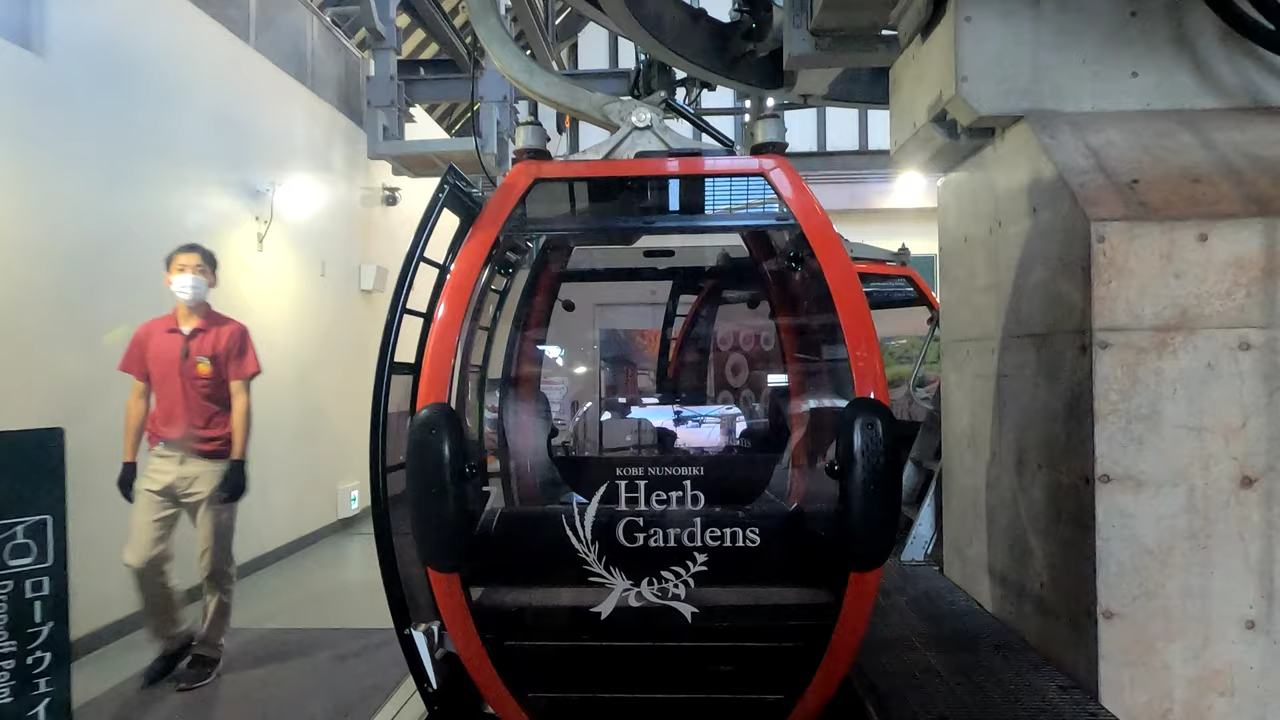 KOBE NUNOBIKI
Herb
Gardens
ロープウェイ
Dropoff Point